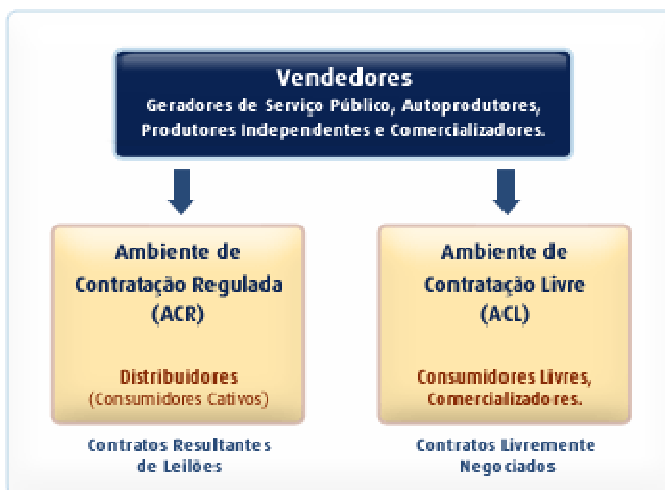 Vendedores
Geradores de Serviço Público, Autoprodutores,
Produtores Independentes e Comercializadores.
Ambiente de
Contratação Regulada
(ACR)
Distribuidores
(Consumidores Cativos)
Contratos Resultantes
de Leilões
Ambiente de
Contratação Livre
(ACL)
Consumidores Livres,
Comercializadores.
Contratos Livremente
Negociados